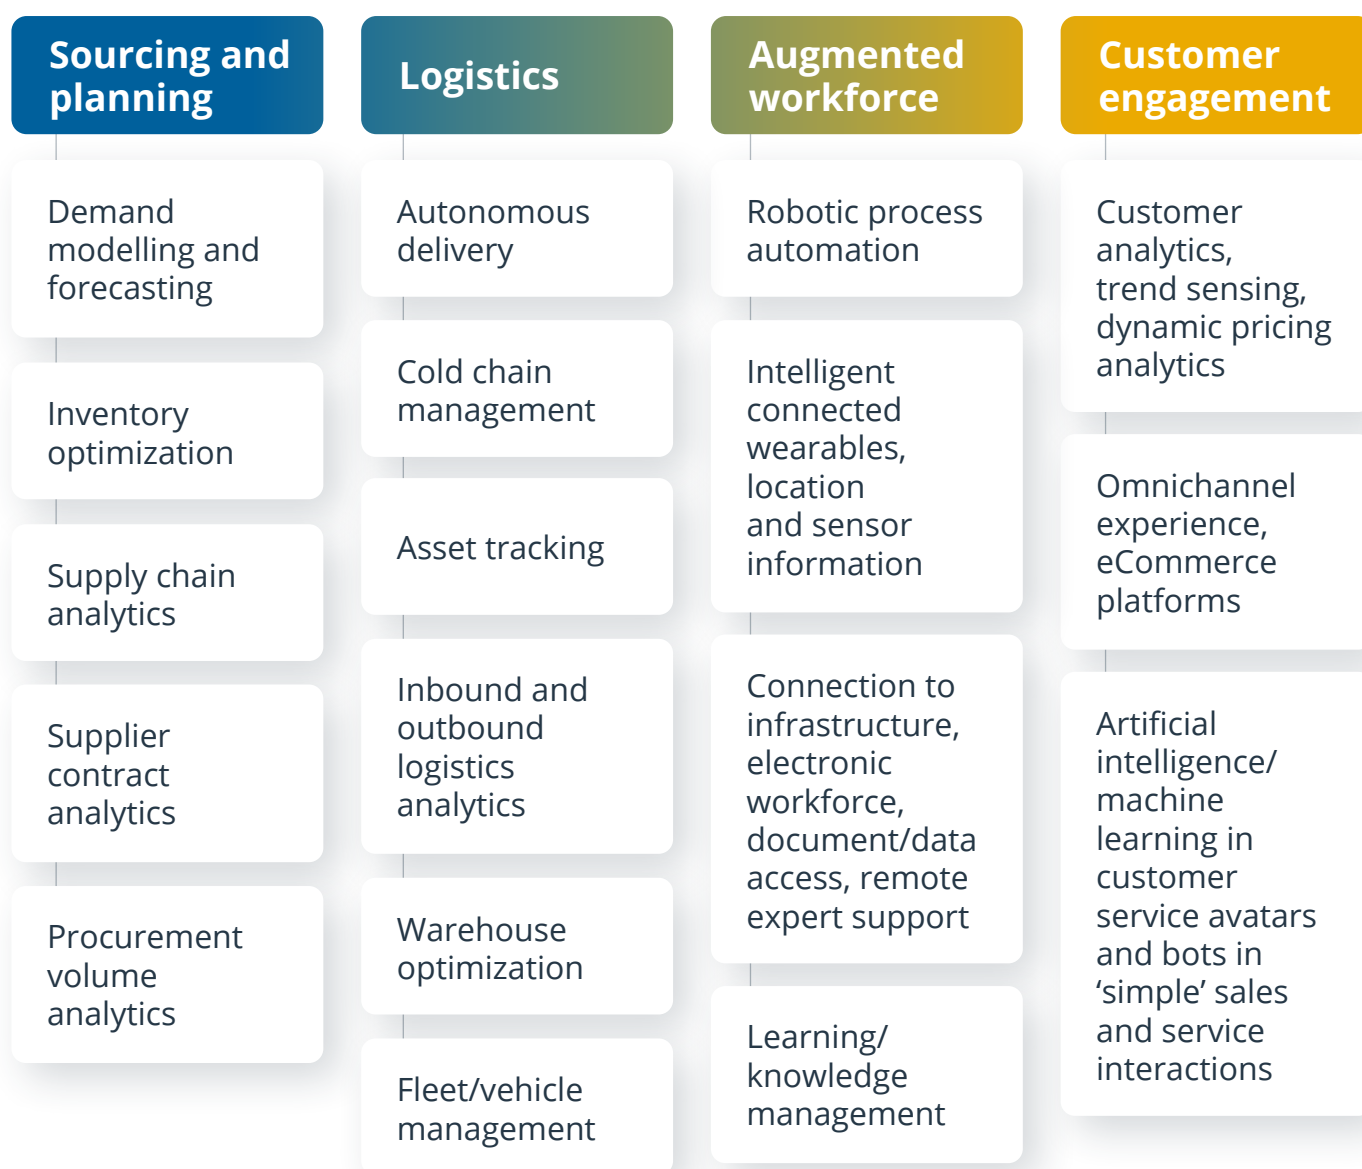 Sourcing and
planning
Demand
modelling and
forecasting
Inventory
optimization
Supply chain
analytics
Supplier
contract
analytics
Procurement
volume
analytics
Logistics
Autonomous
delivery
Cold chain
management
Asset tracking
Inbound and
outbound
logistics
analytics
Warehouse
optimization
Fleet/vehicle
management
Augmented
workforce
Robotic process
automation
Intelligent
connected
wearables,
location
and sensor
information
Connection to
infrastructure,
electronic
workforce,
document/data
access, remote
expert support
Learning/
knowledge
management
Customer
engagement
Customer
analytics,
trend sensing,
dynamic pricing
analytics
Omnichannel
experience,
eCommerce
platforms
Artificial
intelligence/
machine
learning in
customer
service avatars
and bots in
‘simple’ sales
and service
interactions